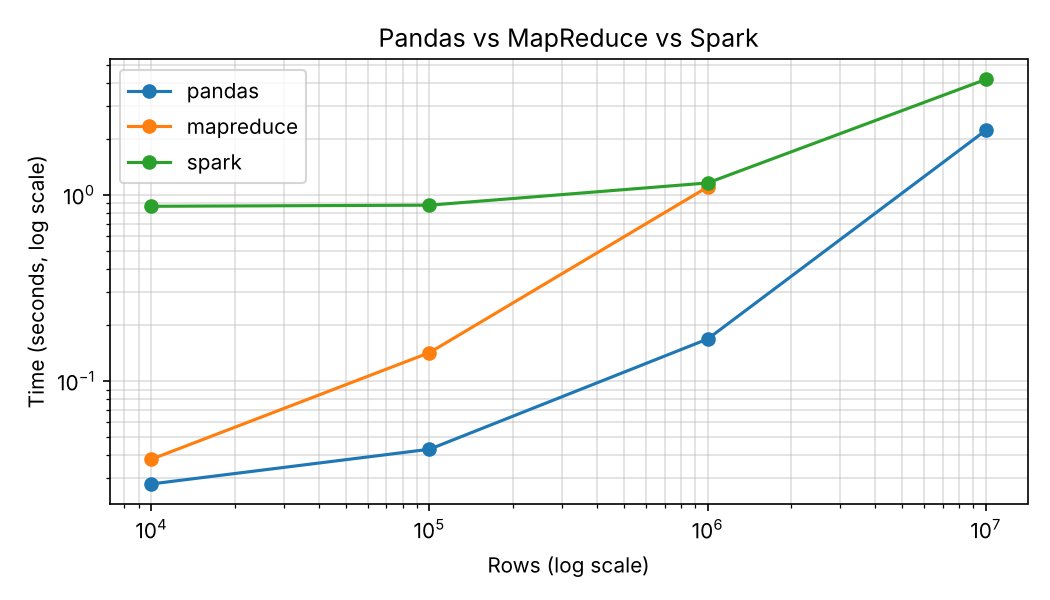 Pandas vs MapReduce vs Spark
pandas
mapreduce
spark
Time (seconds, log scale)
10⁰
10⁻¹
10⁴ 10⁵ 10⁶ 10⁷
Rows (log scale)